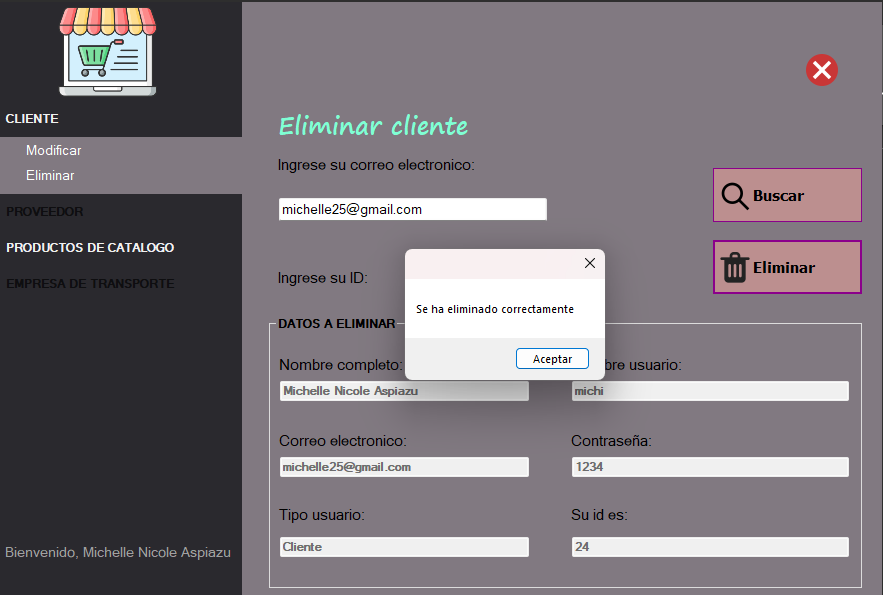 CLIENTE
Modificar
Eliminar
PROVEEDOR
PRODUCTOS DE CATALOGO
EMPRESA DE TRANSPORTE
Bienvenido, Michelle Nicole Aspiazu
Eliminar cliente
Ingrese su correo electronico:
michelle25@gmail.com
Buscar
Ingrese su ID:
Eliminar
Se ha eliminado correctamente
Aceptar
DATOS A ELIMINAR
Nombre completo:
bre usuario:
Michelle Nicole Aspiazu
michi
Correo electronico:
Contraseña:
michelle25@gmail.com
1234
Tipo usuario:
Su id es:
Cliente
24